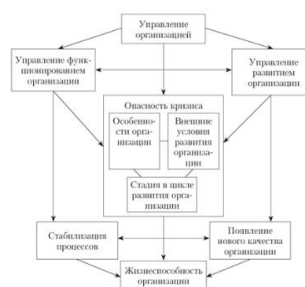 Управление
организацией
Управление функ-
ционированием
организации
Управление
развитием
организации
Опасность кризиса
Особенно-
сти орга-
низации
Внешние
условия
развития
организа-
ции
Стадия в цикле
развития орга-
низации
Стабилизация
процессов
Появление
нового качества
организации
Жизнеспособность
организации